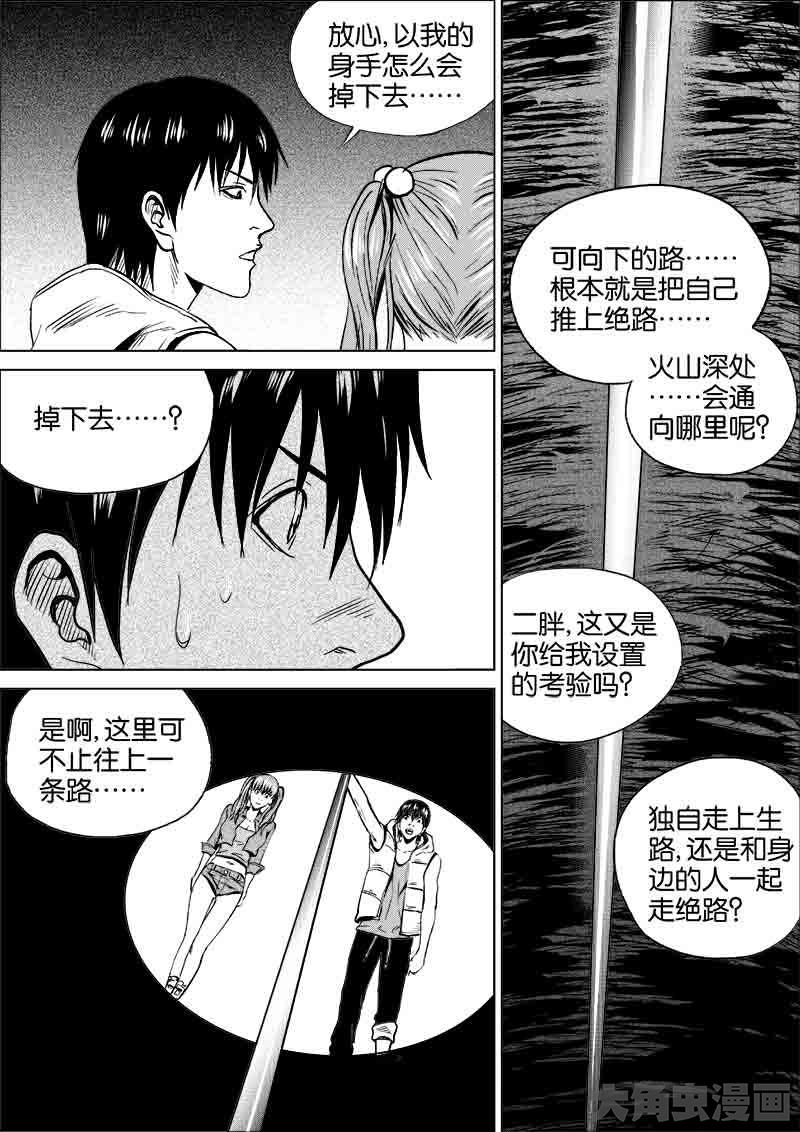 放心,以我的
身手怎么会
掉下去……
掉下去……?
是啊,这里可
不止往上一
条路……
可向下的路……
根本就是把自己
推上绝路……
火山深处
……会通
向哪里呢?
二胖,这又是
你给我设置
的考验吗?
独自走上生
路,还是和身
边的人一起
走绝路?
大角虫漫画